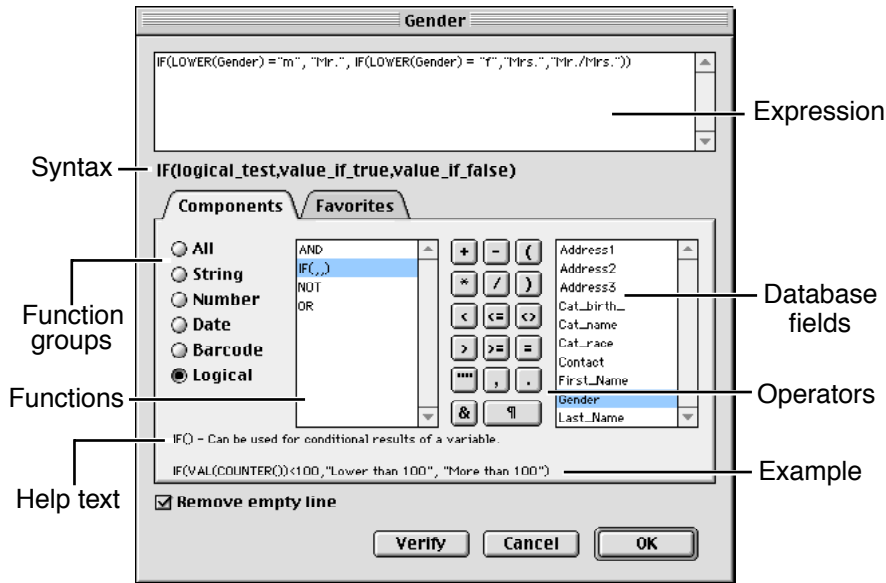 Gender
IF(LOWER(Gender) ="m", "Mr.", IF(LOWER(Gender) = "f","Mrs.","Mr./Mrs."))
Expression
Syntax
IF(logical_test,value_if_true,value_if_false)
Components
Favorites
All
String
Number
Date
Barcode
Logical
Function
groups
AND
IF(,,)
NOT
OR
Functions
+ - (
* / )
< <= <>
> >= =
"" , .
& ¶
Address1
Address2
Address3
Cat_birth_
Cat_name
Cat_race
Contact
First_Name
Gender
Last_Name
Database
fields
Operators
IF() - Can be used for conditional results of a variable.
Help text
IF(VAL(COUNTER())<100,"Lower than 100", "More than 100")
Example
Remove empty line
Verify
Cancel
OK